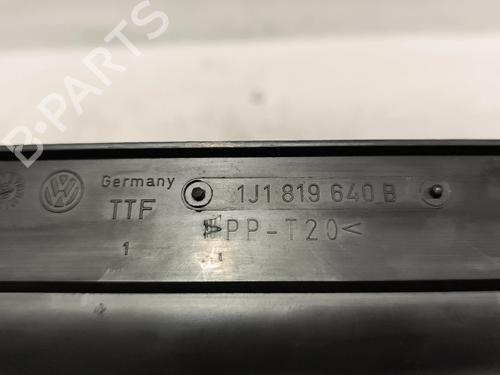 B-PARTS
Germany
TTF
1
1J1 819 640 B
>PP-T20<